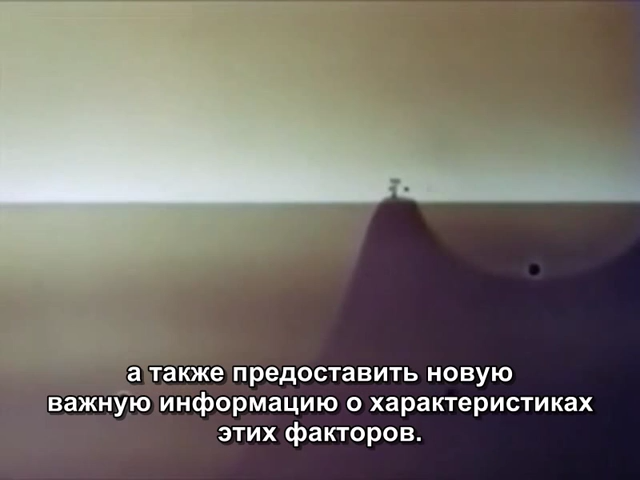 а также предоставить новую
важную информацию о характеристиках
этих факторов.